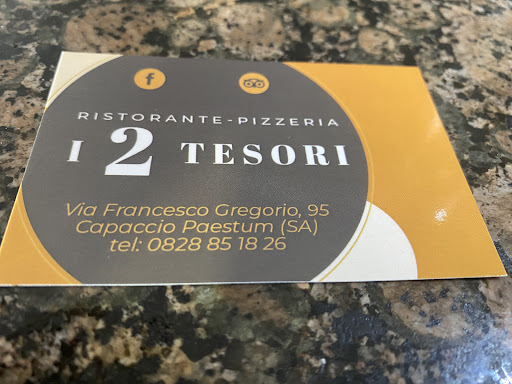 f
RISTORANTE-PIZZERIA
I 2 TESORI
Via Francesco Gregorio, 95
Capaccio Paestum (SA)
tel: 0828 85 18 26